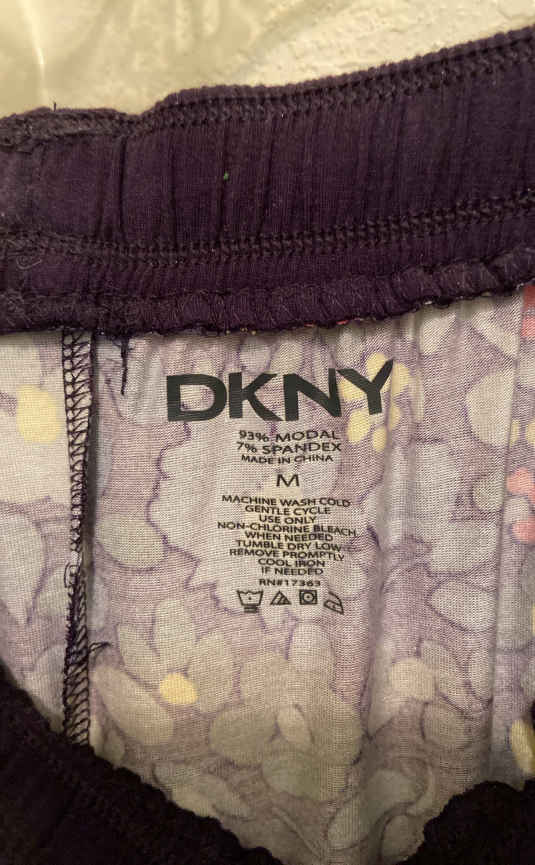 DKNY
93% MODAL
7% SPANDEX
MADE IN CHINA
M
MACHINE WASH COLD
GENTLE CYCLE
USE ONLY
NON-CHLORINE BLEACH
WHEN NEEDED
TUMBLE DRY LOW
REMOVE PROMPTLY
COOL IRON
IF NEEDED
RN#17363